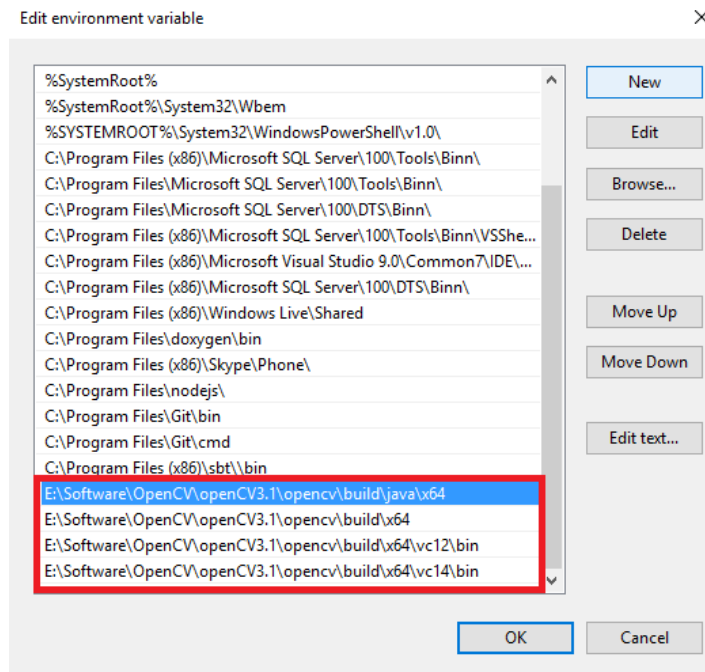 Edit environment variable
%SystemRoot%
%SystemRoot%\System32\Wbem
%SYSTEMROOT%\System32\WindowsPowerShell\v1.0\
C:\Program Files (x86)\Microsoft SQL Server\100\Tools\Binn\
C:\Program Files\Microsoft SQL Server\100\Tools\Binn\
C:\Program Files\Microsoft SQL Server\100\DTS\Binn\
C:\Program Files (x86)\Microsoft SQL Server\100\Tools\Binn\VSShe...
C:\Program Files (x86)\Microsoft Visual Studio 9.0\Common7\IDE\...
C:\Program Files (x86)\Microsoft SQL Server\100\DTS\Binn\
C:\Program Files (x86)\Windows Live\Shared
C:\Program Files\doxygen\bin
C:\Program Files (x86)\Skype\Phone\
C:\Program Files\nodejs\
C:\Program Files\Git\bin
C:\Program Files\Git\cmd
C:\Program Files (x86)\sbt\\bin
E:\Software\OpenCV\openCV3.1\opencv\build\java\x64
E:\Software\OpenCV\openCV3.1\opencv\build\x64
E:\Software\OpenCV\openCV3.1\opencv\build\x64\vc12\bin
E:\Software\OpenCV\openCV3.1\opencv\build\x64\vc14\bin
New
Edit
Browse...
Delete
Move Up
Move Down
Edit text...
OK
Cancel